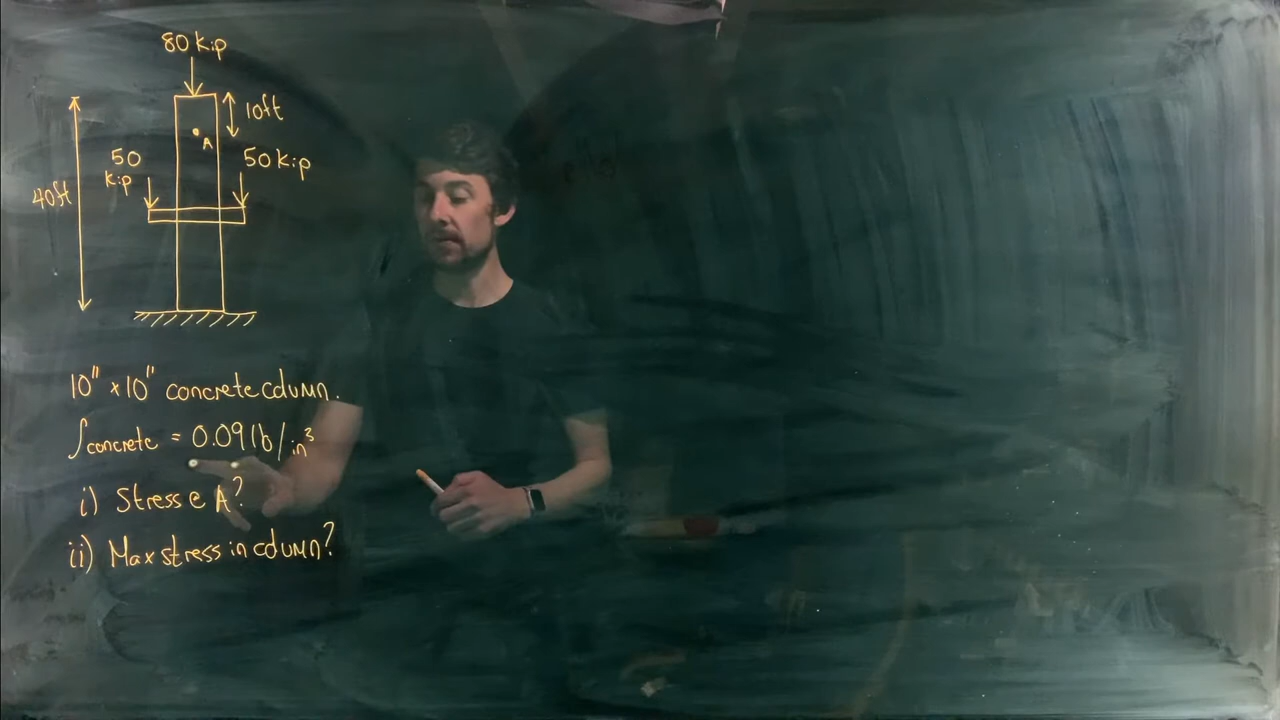 80 kip
10ft
A
50 kip
50 kip
40ft
10" x 10" concrete column.
ρconcrete = 0.09 lb/in³
i) Stress @ A?
ii) Max stress in column?